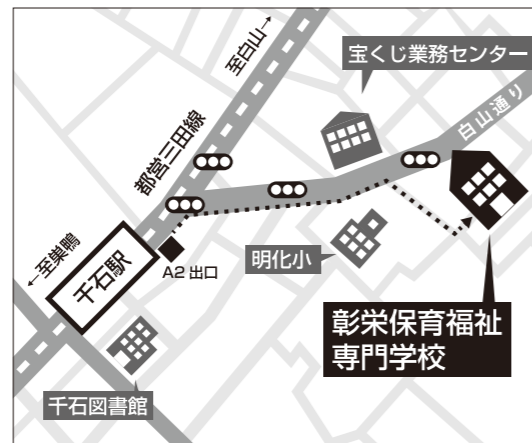 至白山→
宝くじ業務センター
都営三田線
白山通り
←至巣鴨
千石駅
A2 出口
明化小
彰栄保育福祉
専門学校
千石図書館